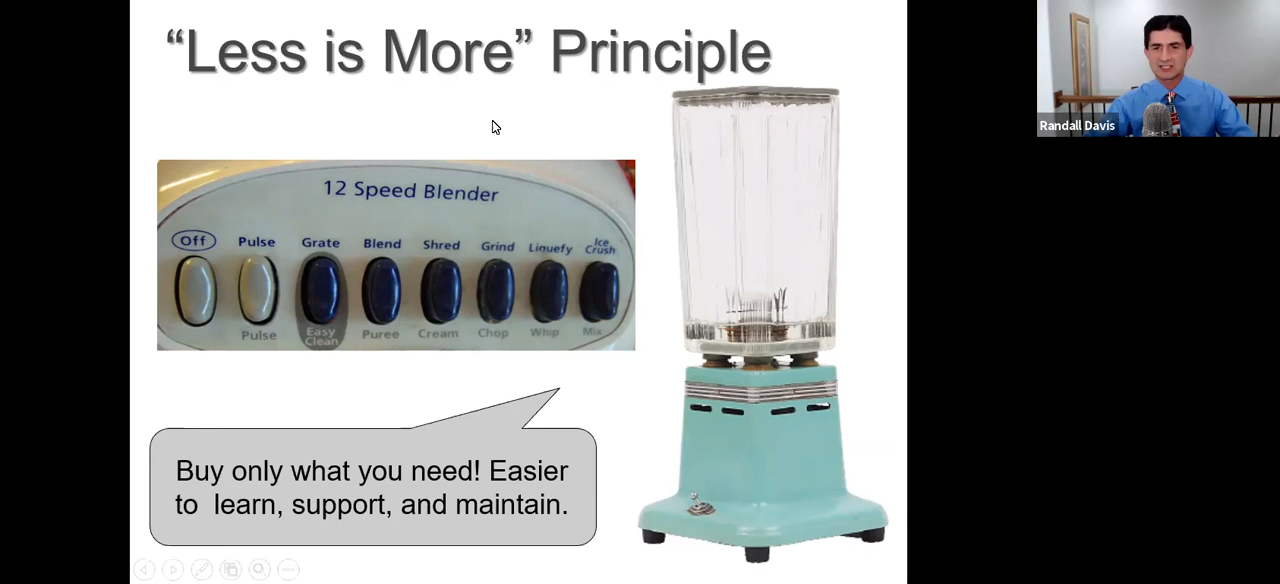 “Less is More” Principle
Randall Davis
12 Speed Blender
Off Pulse Grate Blend Shred Grind Liquefy Ice Crush
Pulse Easy Clean Puree Cream Chop Whip Mix
Buy only what you need! Easier
to learn, support, and maintain.